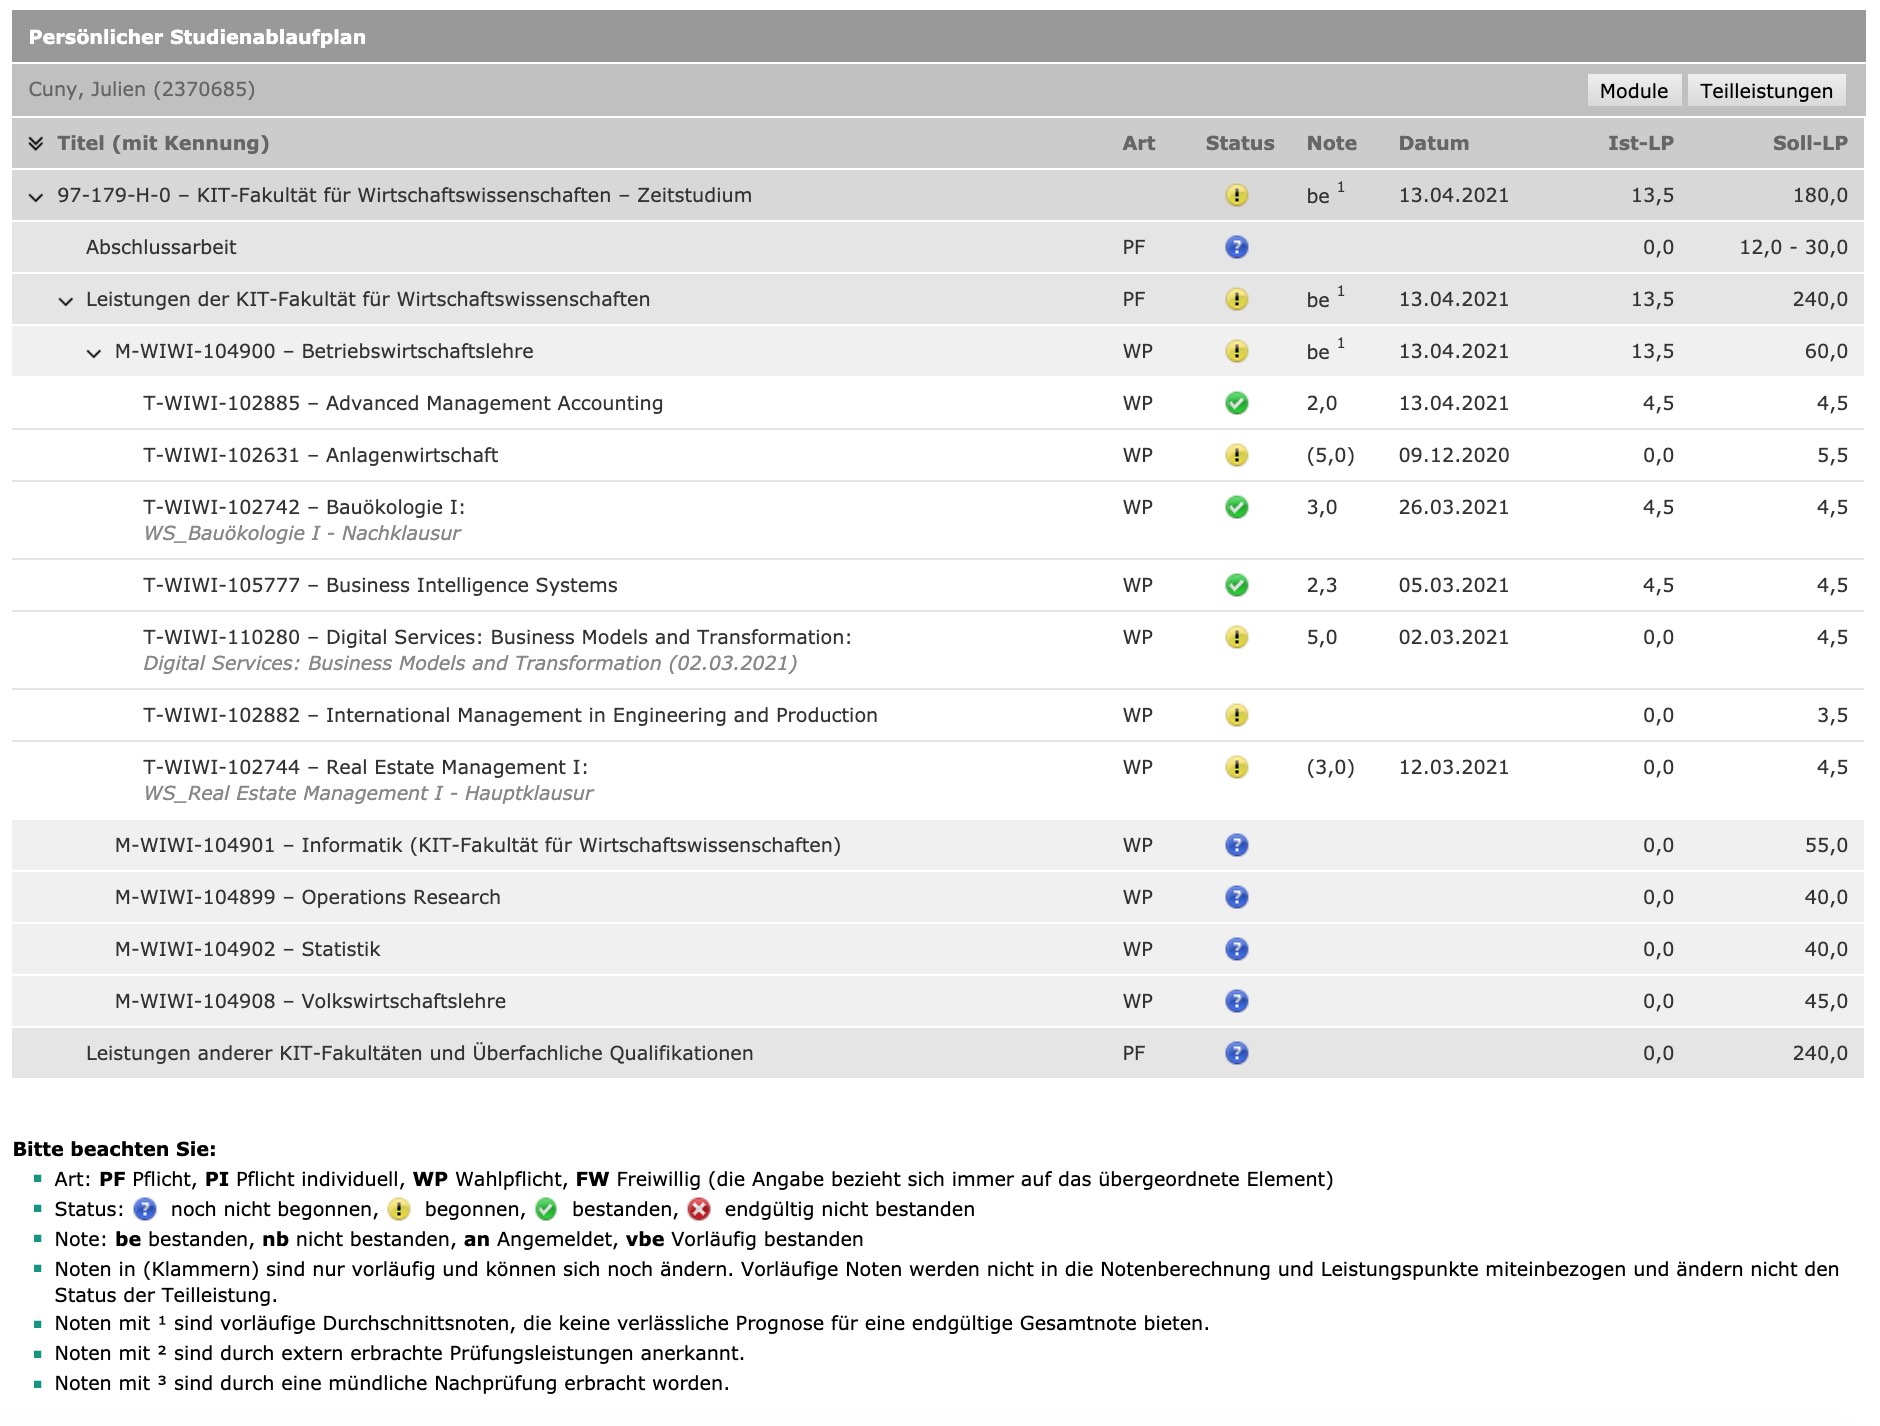 Persönlicher Studienablaufplan
Cuny, Julien (2370685) Module Teilleistungen
Titel (mit Kennung) Art Status Note Datum Ist-LP Soll-LP
97-179-H-0 – KIT-Fakultät für Wirtschaftswissenschaften – Zeitstudium be ¹ 13.04.2021 13,5 180,0
Abschlussarbeit PF 0,0 12,0 - 30,0
Leistungen der KIT-Fakultät für Wirtschaftswissenschaften PF be ¹ 13.04.2021 13,5 240,0
M-WIWI-104900 – Betriebswirtschaftslehre WP be ¹ 13.04.2021 13,5 60,0
T-WIWI-102885 – Advanced Management Accounting WP 2,0 13.04.2021 4,5 4,5
T-WIWI-102631 – Anlagenwirtschaft WP (5,0) 09.12.2020 0,0 5,5
T-WIWI-102742 – Bauökologie I: WP 3,0 26.03.2021 4,5 4,5
WS_Bauökologie I - Nachklausur
T-WIWI-105777 – Business Intelligence Systems WP 2,3 05.03.2021 4,5 4,5
T-WIWI-110280 – Digital Services: Business Models and Transformation: WP 5,0 02.03.2021 0,0 4,5
Digital Services: Business Models and Transformation (02.03.2021)
T-WIWI-102882 – International Management in Engineering and Production WP 0,0 3,5
T-WIWI-102744 – Real Estate Management I: WP (3,0) 12.03.2021 0,0 4,5
WS_Real Estate Management I - Hauptklausur
M-WIWI-104901 – Informatik (KIT-Fakultät für Wirtschaftswissenschaften) WP 0,0 55,0
M-WIWI-104899 – Operations Research WP 0,0 40,0
M-WIWI-104902 – Statistik WP 0,0 40,0
M-WIWI-104908 – Volkswirtschaftslehre WP 0,0 45,0
Leistungen anderer KIT-Fakultäten und Überfachliche Qualifikationen PF 0,0 240,0
Bitte beachten Sie:
Art: PF Pflicht, PI Pflicht individuell, WP Wahlpflicht, FW Freiwillig (die Angabe bezieht sich immer auf das übergeordnete Element)
Status: noch nicht begonnen, begonnen, bestanden, endgültig nicht bestanden
Note: be bestanden, nb nicht bestanden, an Angemeldet, vbe Vorläufig bestanden
Noten in (Klammern) sind nur vorläufig und können sich noch ändern. Vorläufige Noten werden nicht in die Notenberechnung und Leistungspunkte miteinbezogen und ändern nicht den
Status der Teilleistung.
Noten mit ¹ sind vorläufige Durchschnittsnoten, die keine verlässliche Prognose für eine endgültige Gesamtnote bieten.
Noten mit ² sind durch extern erbrachte Prüfungsleistungen anerkannt.
Noten mit ³ sind durch eine mündliche Nachprüfung erbracht worden.